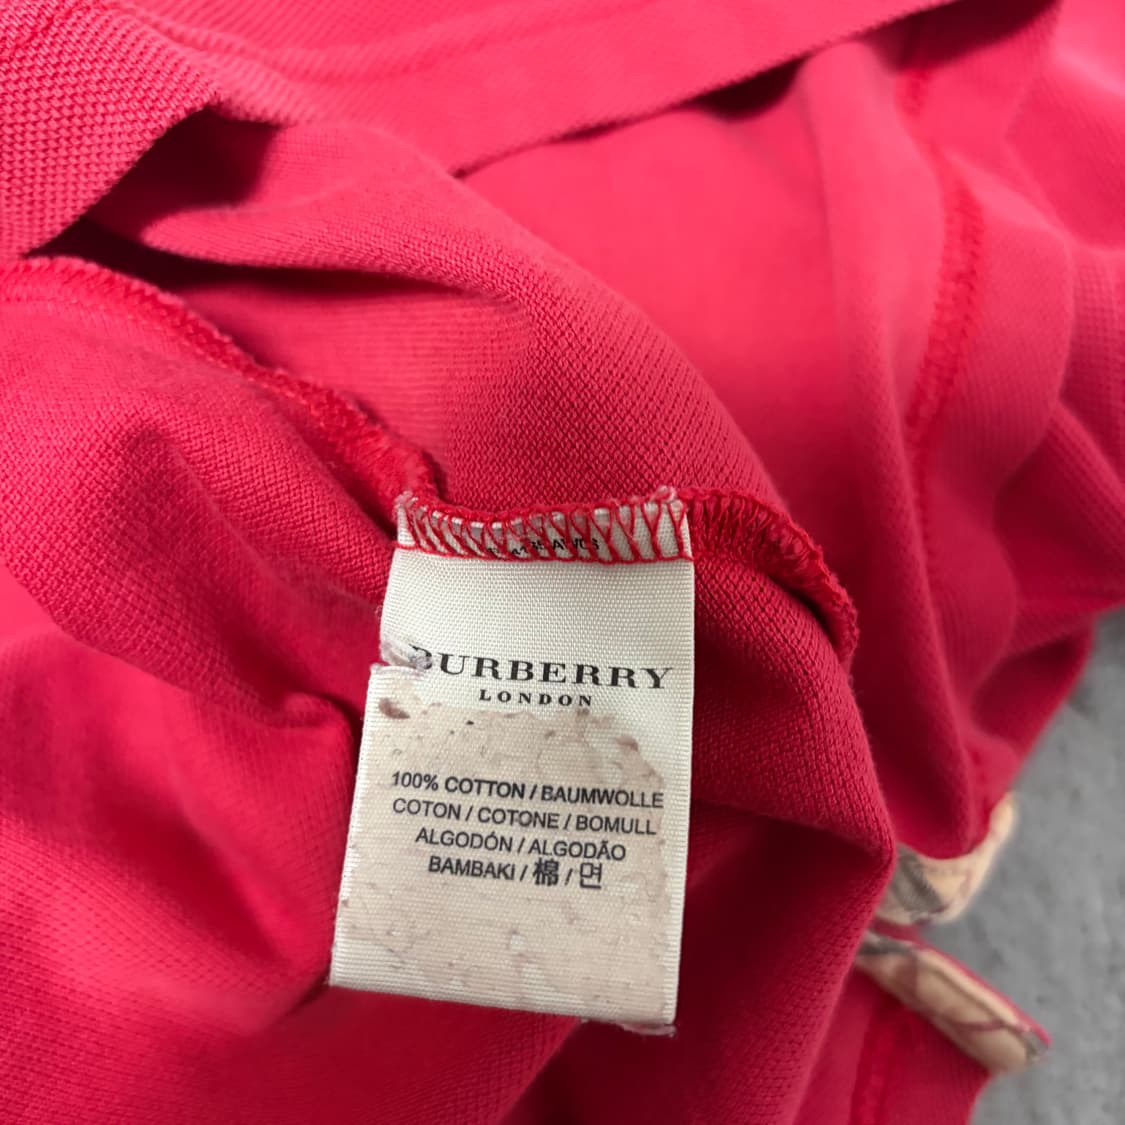 BURBERRY
LONDON
100% COTTON / BAUMWOLLE
COTON / COTONE / BOMULL
ALGODÓN / ALGODÃO
BAMBAKI / 棉 / 면